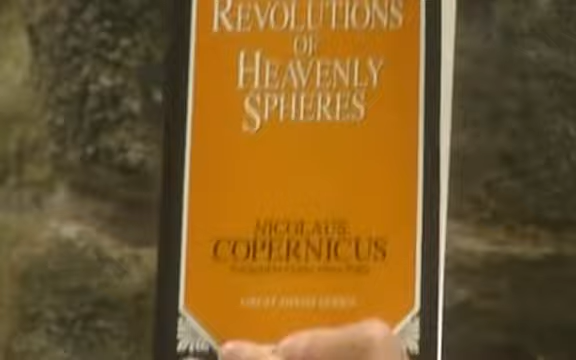 REVOLUTIONS
OF
HEAVENLY
SPHERES
NICOLAUS
COPERNICUS
GREAT MINDS SERIES